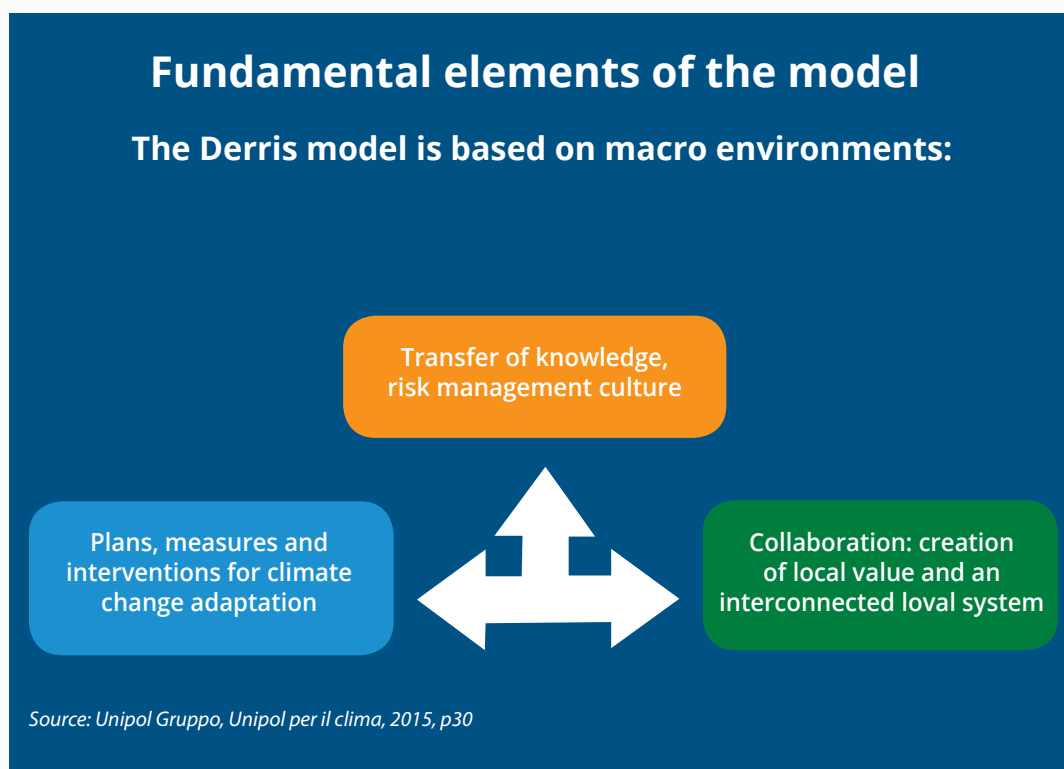 Fundamental elements of the model
The Derris model is based on macro environments:
Transfer of knowledge,
risk management culture
Plans, measures and
interventions for climate
change adaptation
Collaboration: creation
of local value and an
interconnected loval system
Source: Unipol Gruppo, Unipol per il clima, 2015, p30